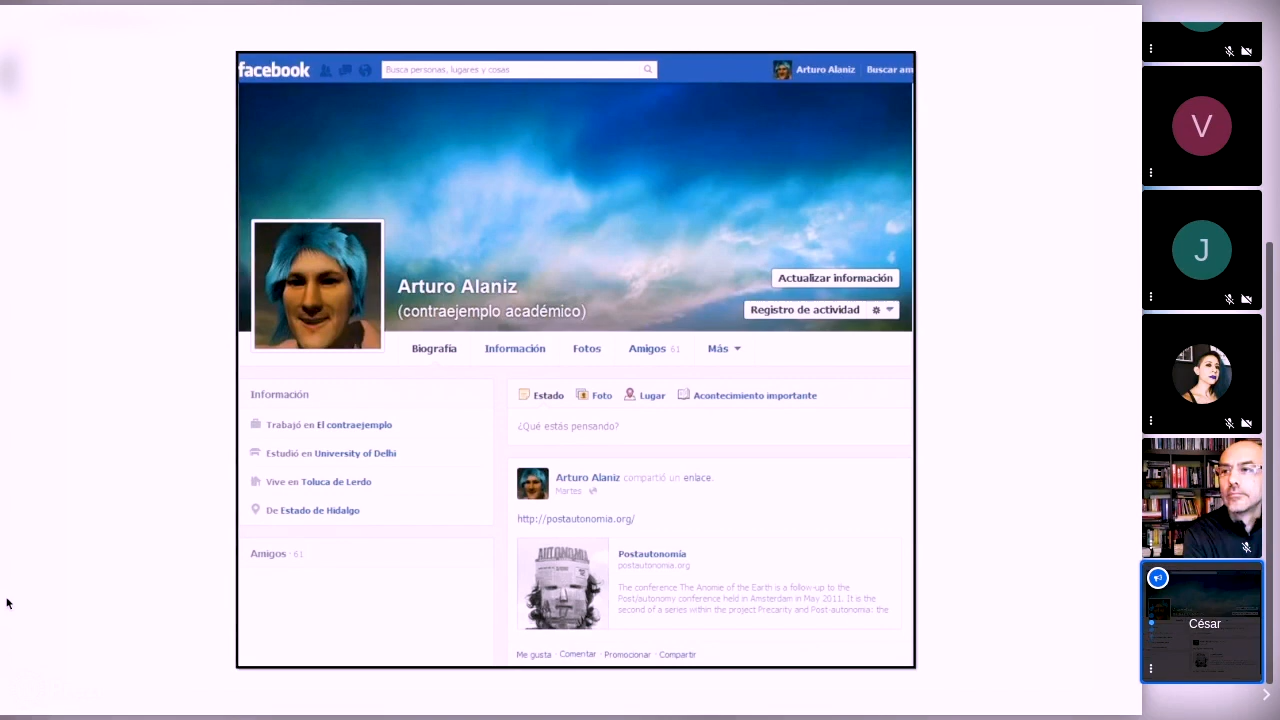 facebook
Busca personas, lugares y cosas
Arturo Alaniz
Buscar am
Arturo Alaniz
(contraejemplo académico)
Actualizar información
Registro de actividad
Biografía Información Fotos Amigos 61 Más
Información
Trabajó en El contraejemplo
Estudió en University of Delhi
Vive en Toluca de Lerdo
De Estado de Hidalgo
Amigos · 61
Estado Foto Lugar Acontecimiento importante
¿Qué estás pensando?
Arturo Alaniz compartió un enlace.
Martes
http://postautonomia.org/
AUTONOMIA
Postautonomía
postautonomia.org
The conference The Anomie of the Earth is a follow-up to the
Post/autonomy conference held in Amsterdam in May 2011. It is the
second of a series within the project Precarity and Post-autonomia: the
Me gusta · Comentar · Promocionar · Compartir
V
J
César